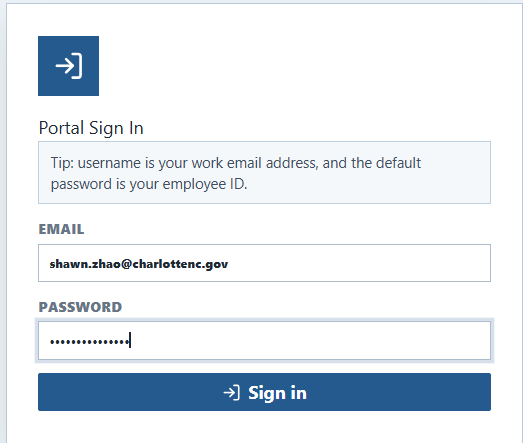 Portal Sign In
Tip: username is your work email address, and the default
password is your employee ID.
EMAIL
shawn.zhao@charlottenc.gov
PASSWORD
•••••••••••••••
Sign in